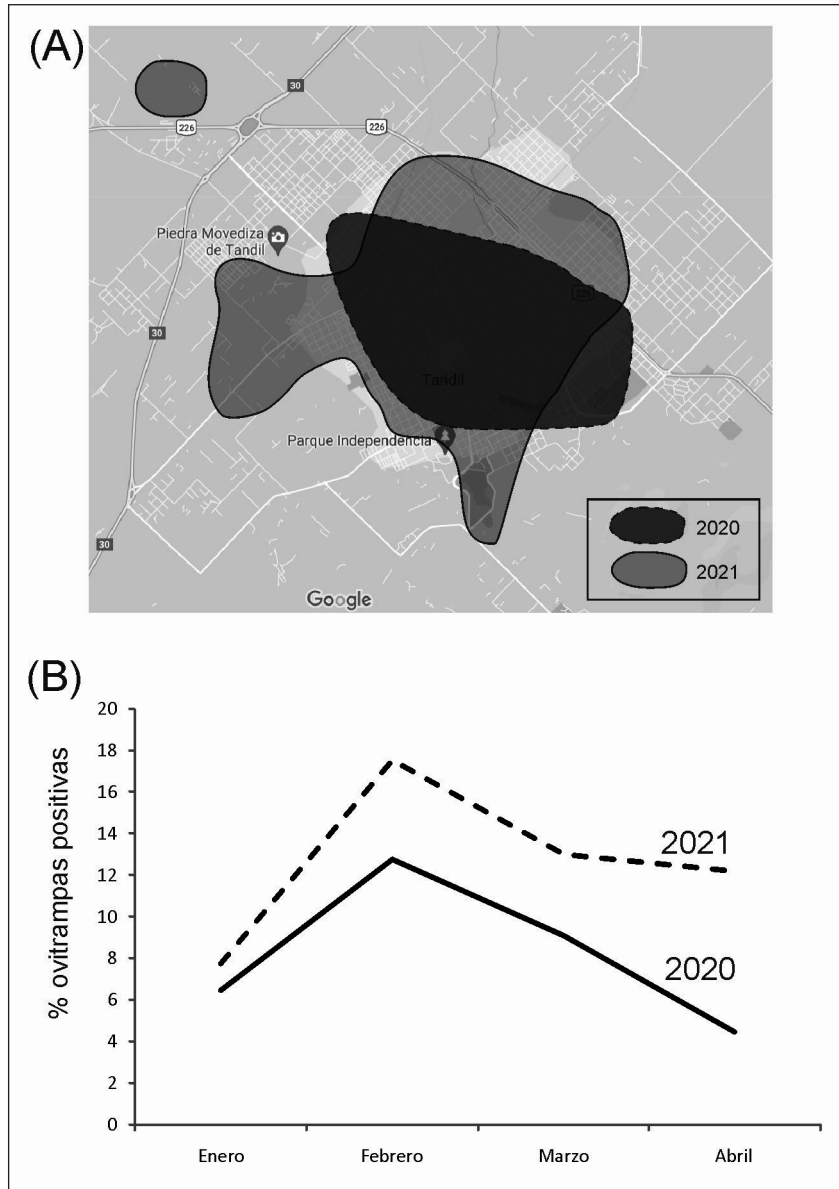 (A)
30
226
226
Piedra Movediza
de Tandil
226
30
Tandil
Parque Independencia
30
Google
2020
2021
(B)
% ovitrampas positivas
20
18
16
14
12
10
8
6
4
2
0
2021
2020
Enero
Febrero
Marzo
Abril